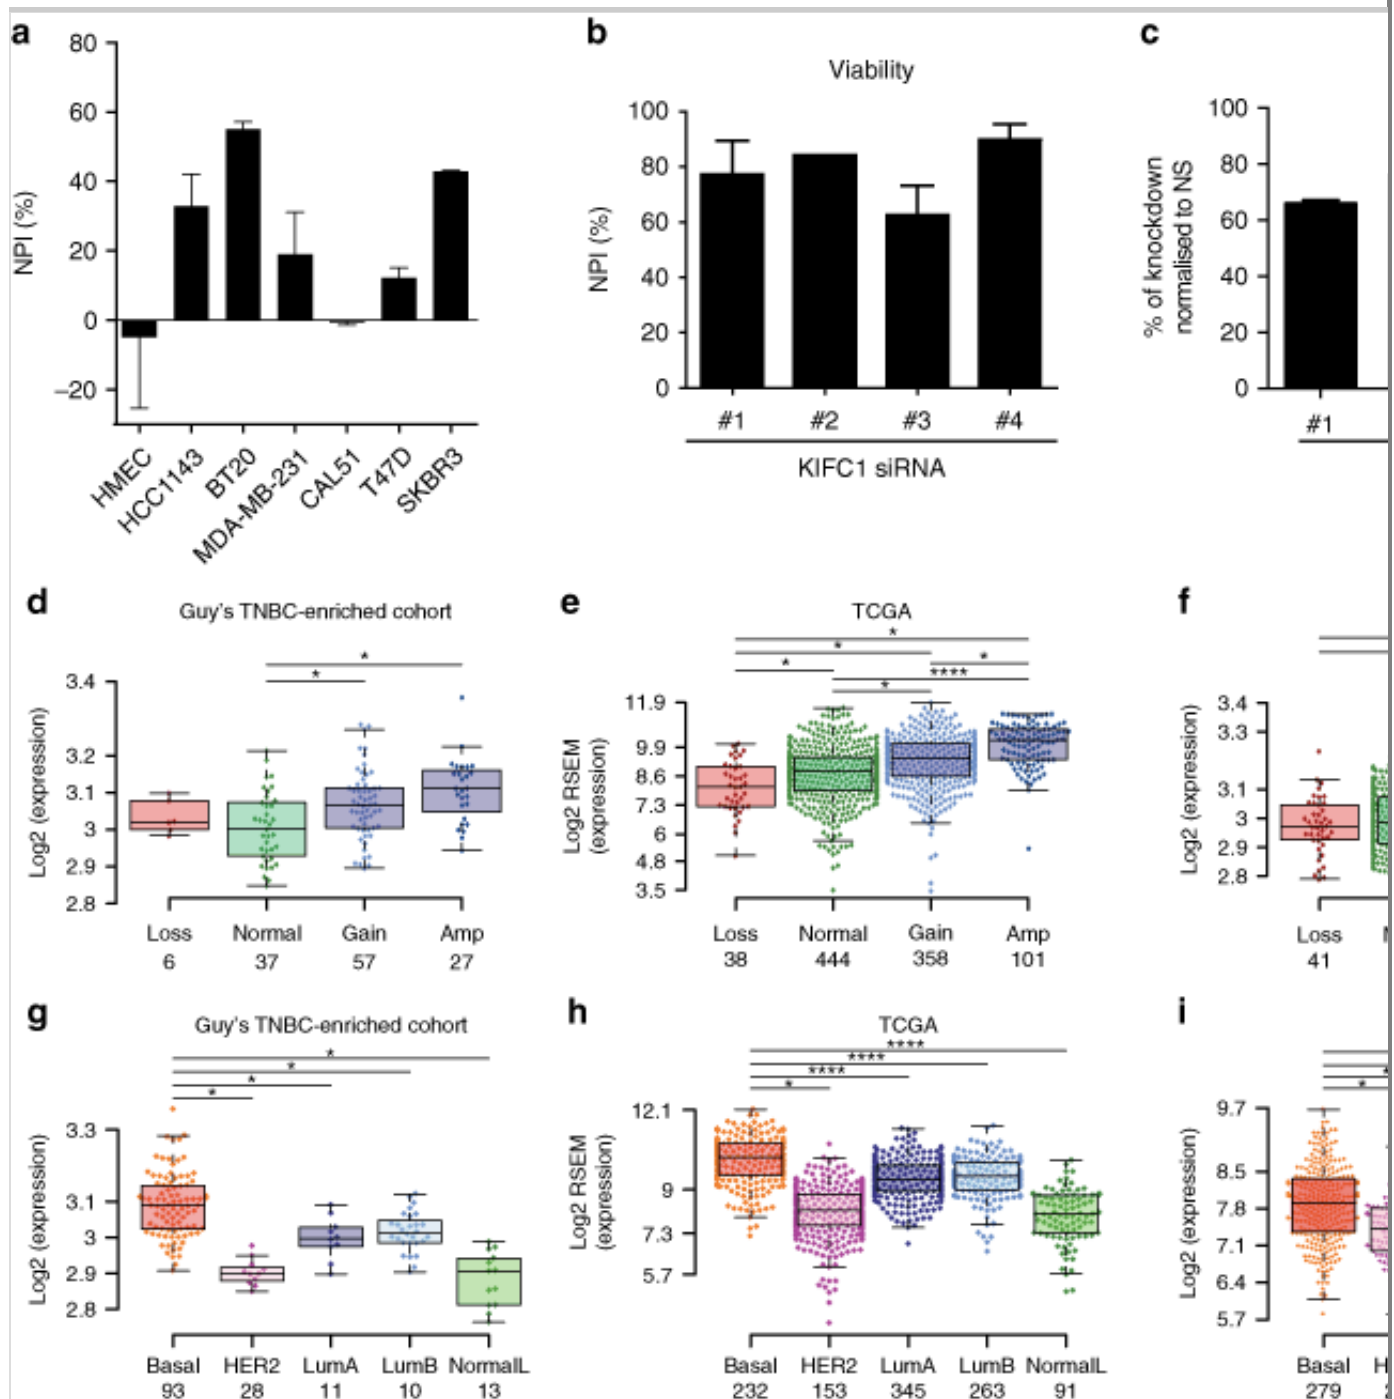 a
80
60
40
20
0
−20
NPI (%)
HMEC
HCC1143
BT20
MDA-MB-231
CAL51
T47D
SKBR3
b
Viability
100
80
60
40
20
0
NPI (%)
#1 #2 #3 #4
KIFC1 siRNA
c
100
80
60
40
20
0
% of knockdown
normalised to NS
#1
d
Guy's TNBC-enriched cohort
* *
3.4
3.2
3.1
3
2.9
2.8
Log2 (expression)
Loss Normal Gain Amp
6 37 57 27
e
TCGA
*
*
* *
****
*
11.9
9.9
8.6
7.3
6
4.8
3.5
Log2 RSEM
(expression)
Loss Normal Gain Amp
38 444 358 101
f
3.4
3.3
3.1
3
2.9
2.8
Log2 (expression)
Loss
41
g
Guy's TNBC-enriched cohort
*
*
*
*
3.3
3.1
3
2.9
2.8
Log2 (expression)
Basal HER2 LumA LumB NormalL
93 28 11 10 13
h
TCGA
****
****
****
*
12.1
9
7.3
5.7
Log2 RSEM
(expression)
Basal HER2 LumA LumB NormalL
232 153 345 263 91
i
*
9.7
8.5
7.8
7.1
6.4
5.7
Log2 (expression)
Basal
279